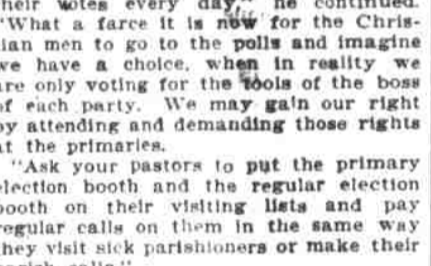 their votes every day," he continued.
"What a farce it is now for the Chris-
tian men to go to the polls and imagine
we have a choice, when in reality we
are only voting for the tools of the boss
of each party. We may gain our right
by attending and demanding those rights
at the primaries.
"Ask your pastors to put the primary
election booth and the regular election
booth on their visiting lists and pay
regular calls on them in the same way
they visit sick parishioners or make their
parish calls."